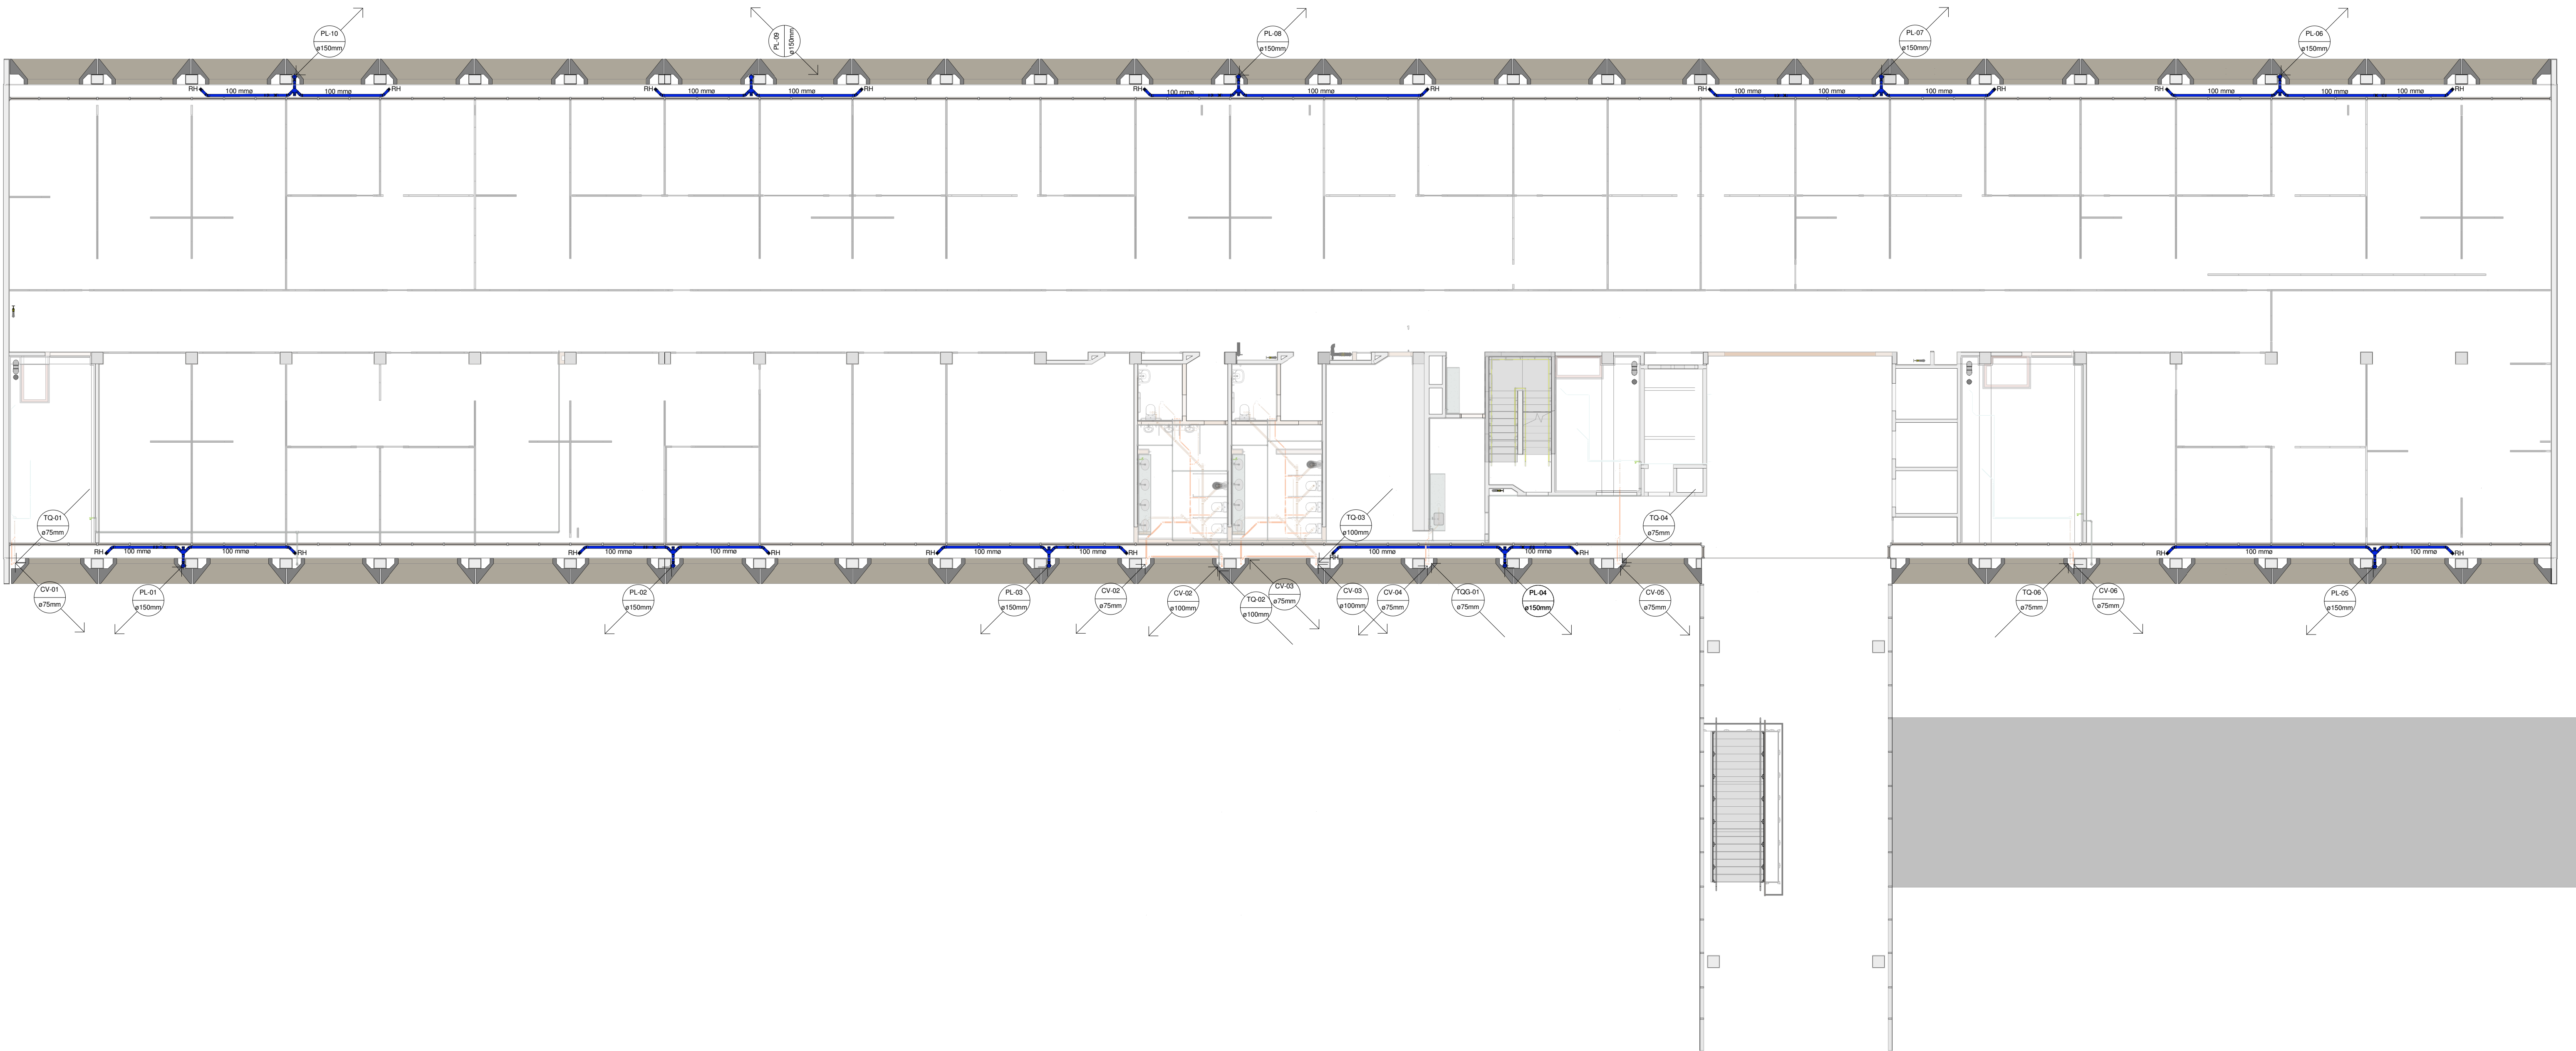 PL-10
ø150mm
PL-09
ø150mm
PL-08
ø150mm
PL-07
ø150mm
PL-06
ø150mm
RH
100 mmø
100 mmø
RH
RH
100 mmø
100 mmø
RH
RH
100 mmø
100 mmø
RH
RH
100 mmø
100 mmø
100 mmø
RH
RH
100 mmø
100 mmø
100 mmø
RH
TQ-01
ø75mm
TQ-03
ø100mm
TQ-04
ø75mm
RH
100 mmø
100 mmø
RH
RH
100 mmø
100 mmø
RH
RH
100 mmø
100 mmø
RH
RH
100 mmø
100 mmø
RH
RH
100 mmø
100 mmø
RH
CV-01
ø75mm
PL-01
ø150mm
PL-02
ø150mm
PL-03
ø150mm
CV-02
ø75mm
CV-02
ø100mm
TQ-02
ø100mm
CV-03
ø75mm
CV-03
ø100mm
CV-04
ø75mm
TQG-01
ø75mm
PL-04
ø150mm
CV-05
ø75mm
TQ-06
ø75mm
CV-06
ø75mm
PL-05
ø150mm